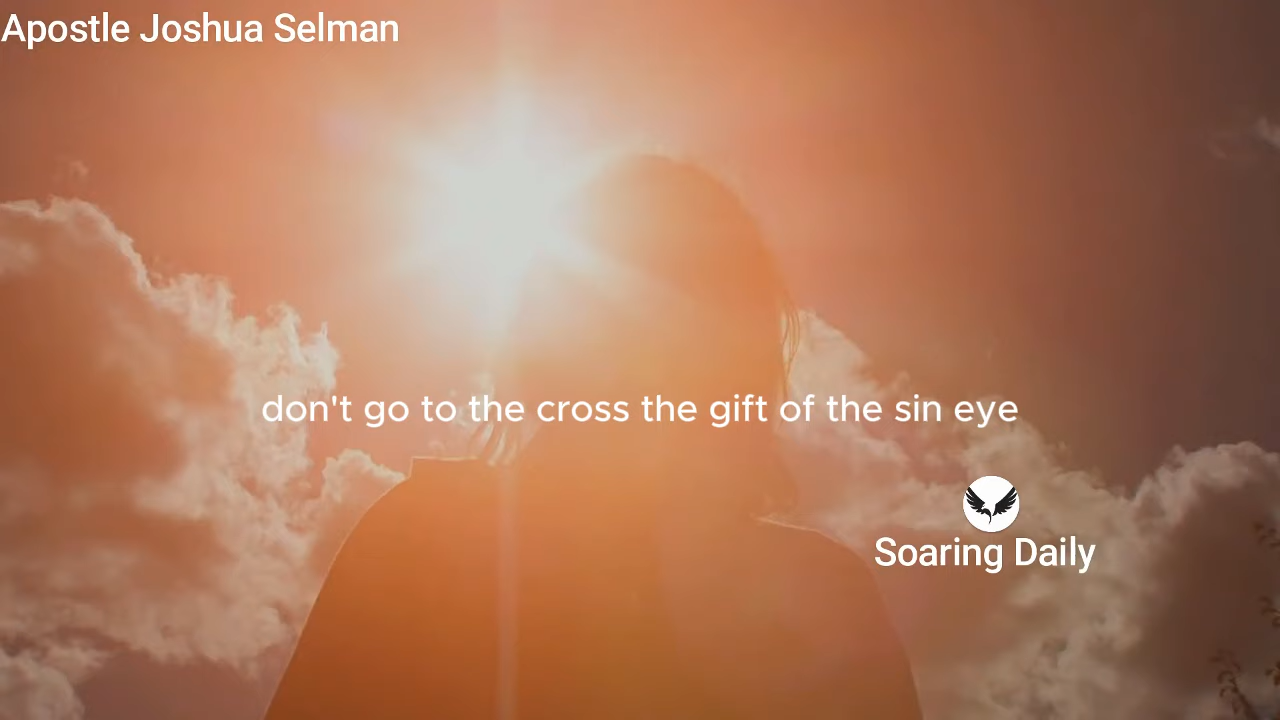 Apostle Joshua Selman
don't go to the cross the gift of the sin eye
Soaring Daily